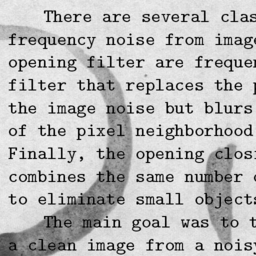 There are several clas
frequency noise from image
opening filter are frequen
filter that replaces the p
the image noise but blurs
of the pixel neighborhood
Finally, the opening closi
combines the same number o
to eliminate small objects
The main goal was to t
a clean image from a noisy